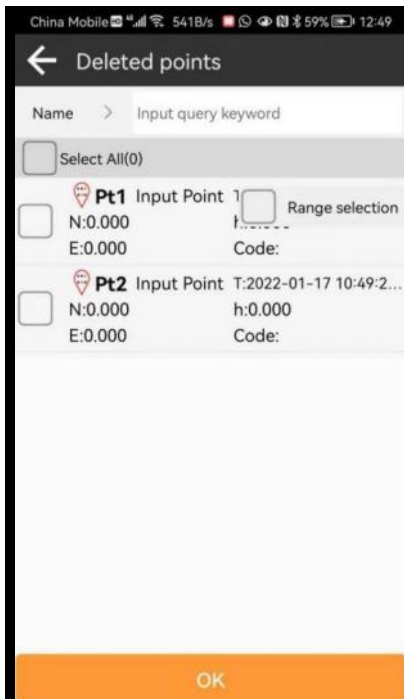 China Mobile HD 4G 541B/s 59% 12:49
Deleted points
Name > Input query keyword
Select All(0)
Pt1 Input Point
Range selection
N:0.000
E:0.000 Code:
Pt2 Input Point T:2022-01-17 10:49:2...
N:0.000 h:0.000
E:0.000 Code:
OK